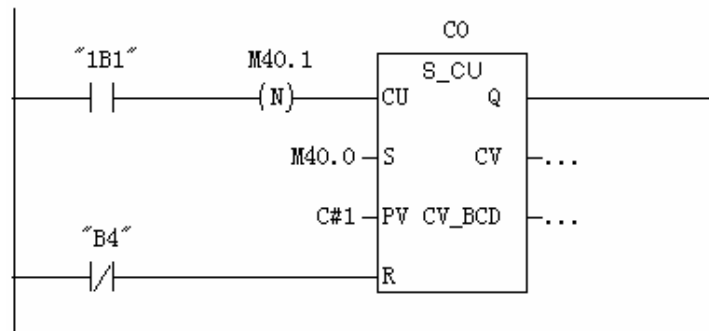 C0
"1B1" M40.1 S_CU
(N) CU Q
M40.0 S CV ...
C#1 PV CV_BCD ...
"B4"
R